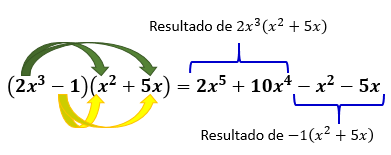 Resultado de 2x³(x² + 5x)
(2x³ − 1)(x² + 5x) = 2x⁵ + 10x⁴ − x² − 5x
Resultado de −1(x² + 5x)